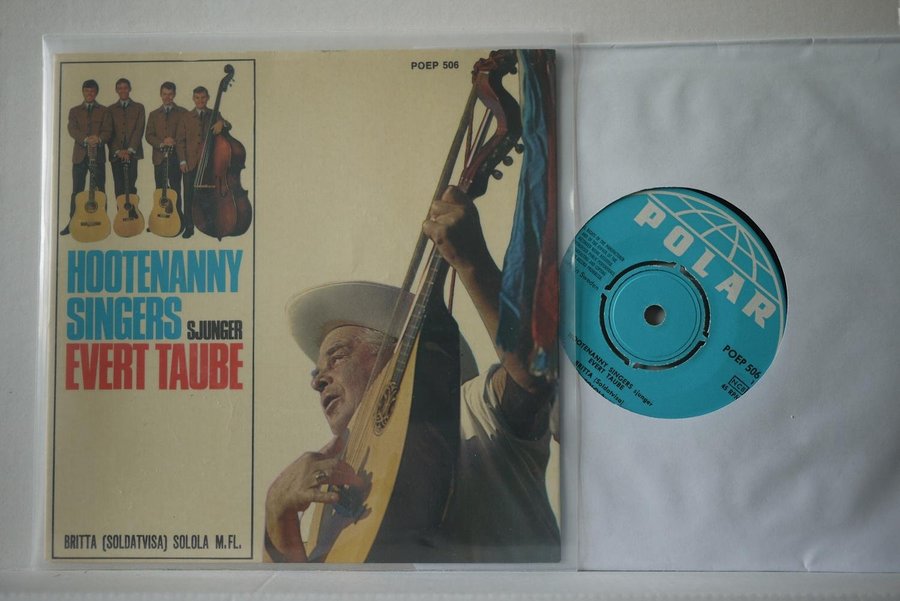 POEP 506
HOOTENANNY
SINGERS SJUNGER
EVERT TAUBE
BRITTA (SOLDATVISA) SOLOLA M.FL.
POLAR
POEP 506
NCB
45 RPM
HOOTENANNY SINGERS sjunger
EVERT TAUBE
BRITTA (Soldatvisa)